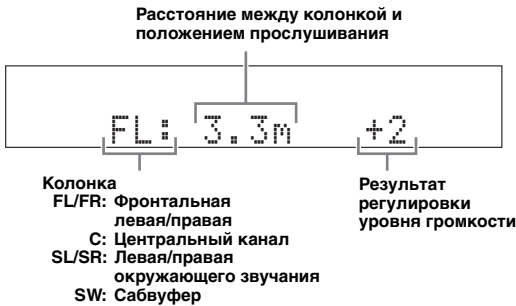 Расстояние между колонкой и
положением прослушивания
FL: 3.3m +2
Колонка
FL/FR: Фронтальная
левая/правая
C: Центральный канал
SL/SR: Левая/правая
окружающего звучания
SW: Сабвуфер
Результат
регулировки
уровня громкости